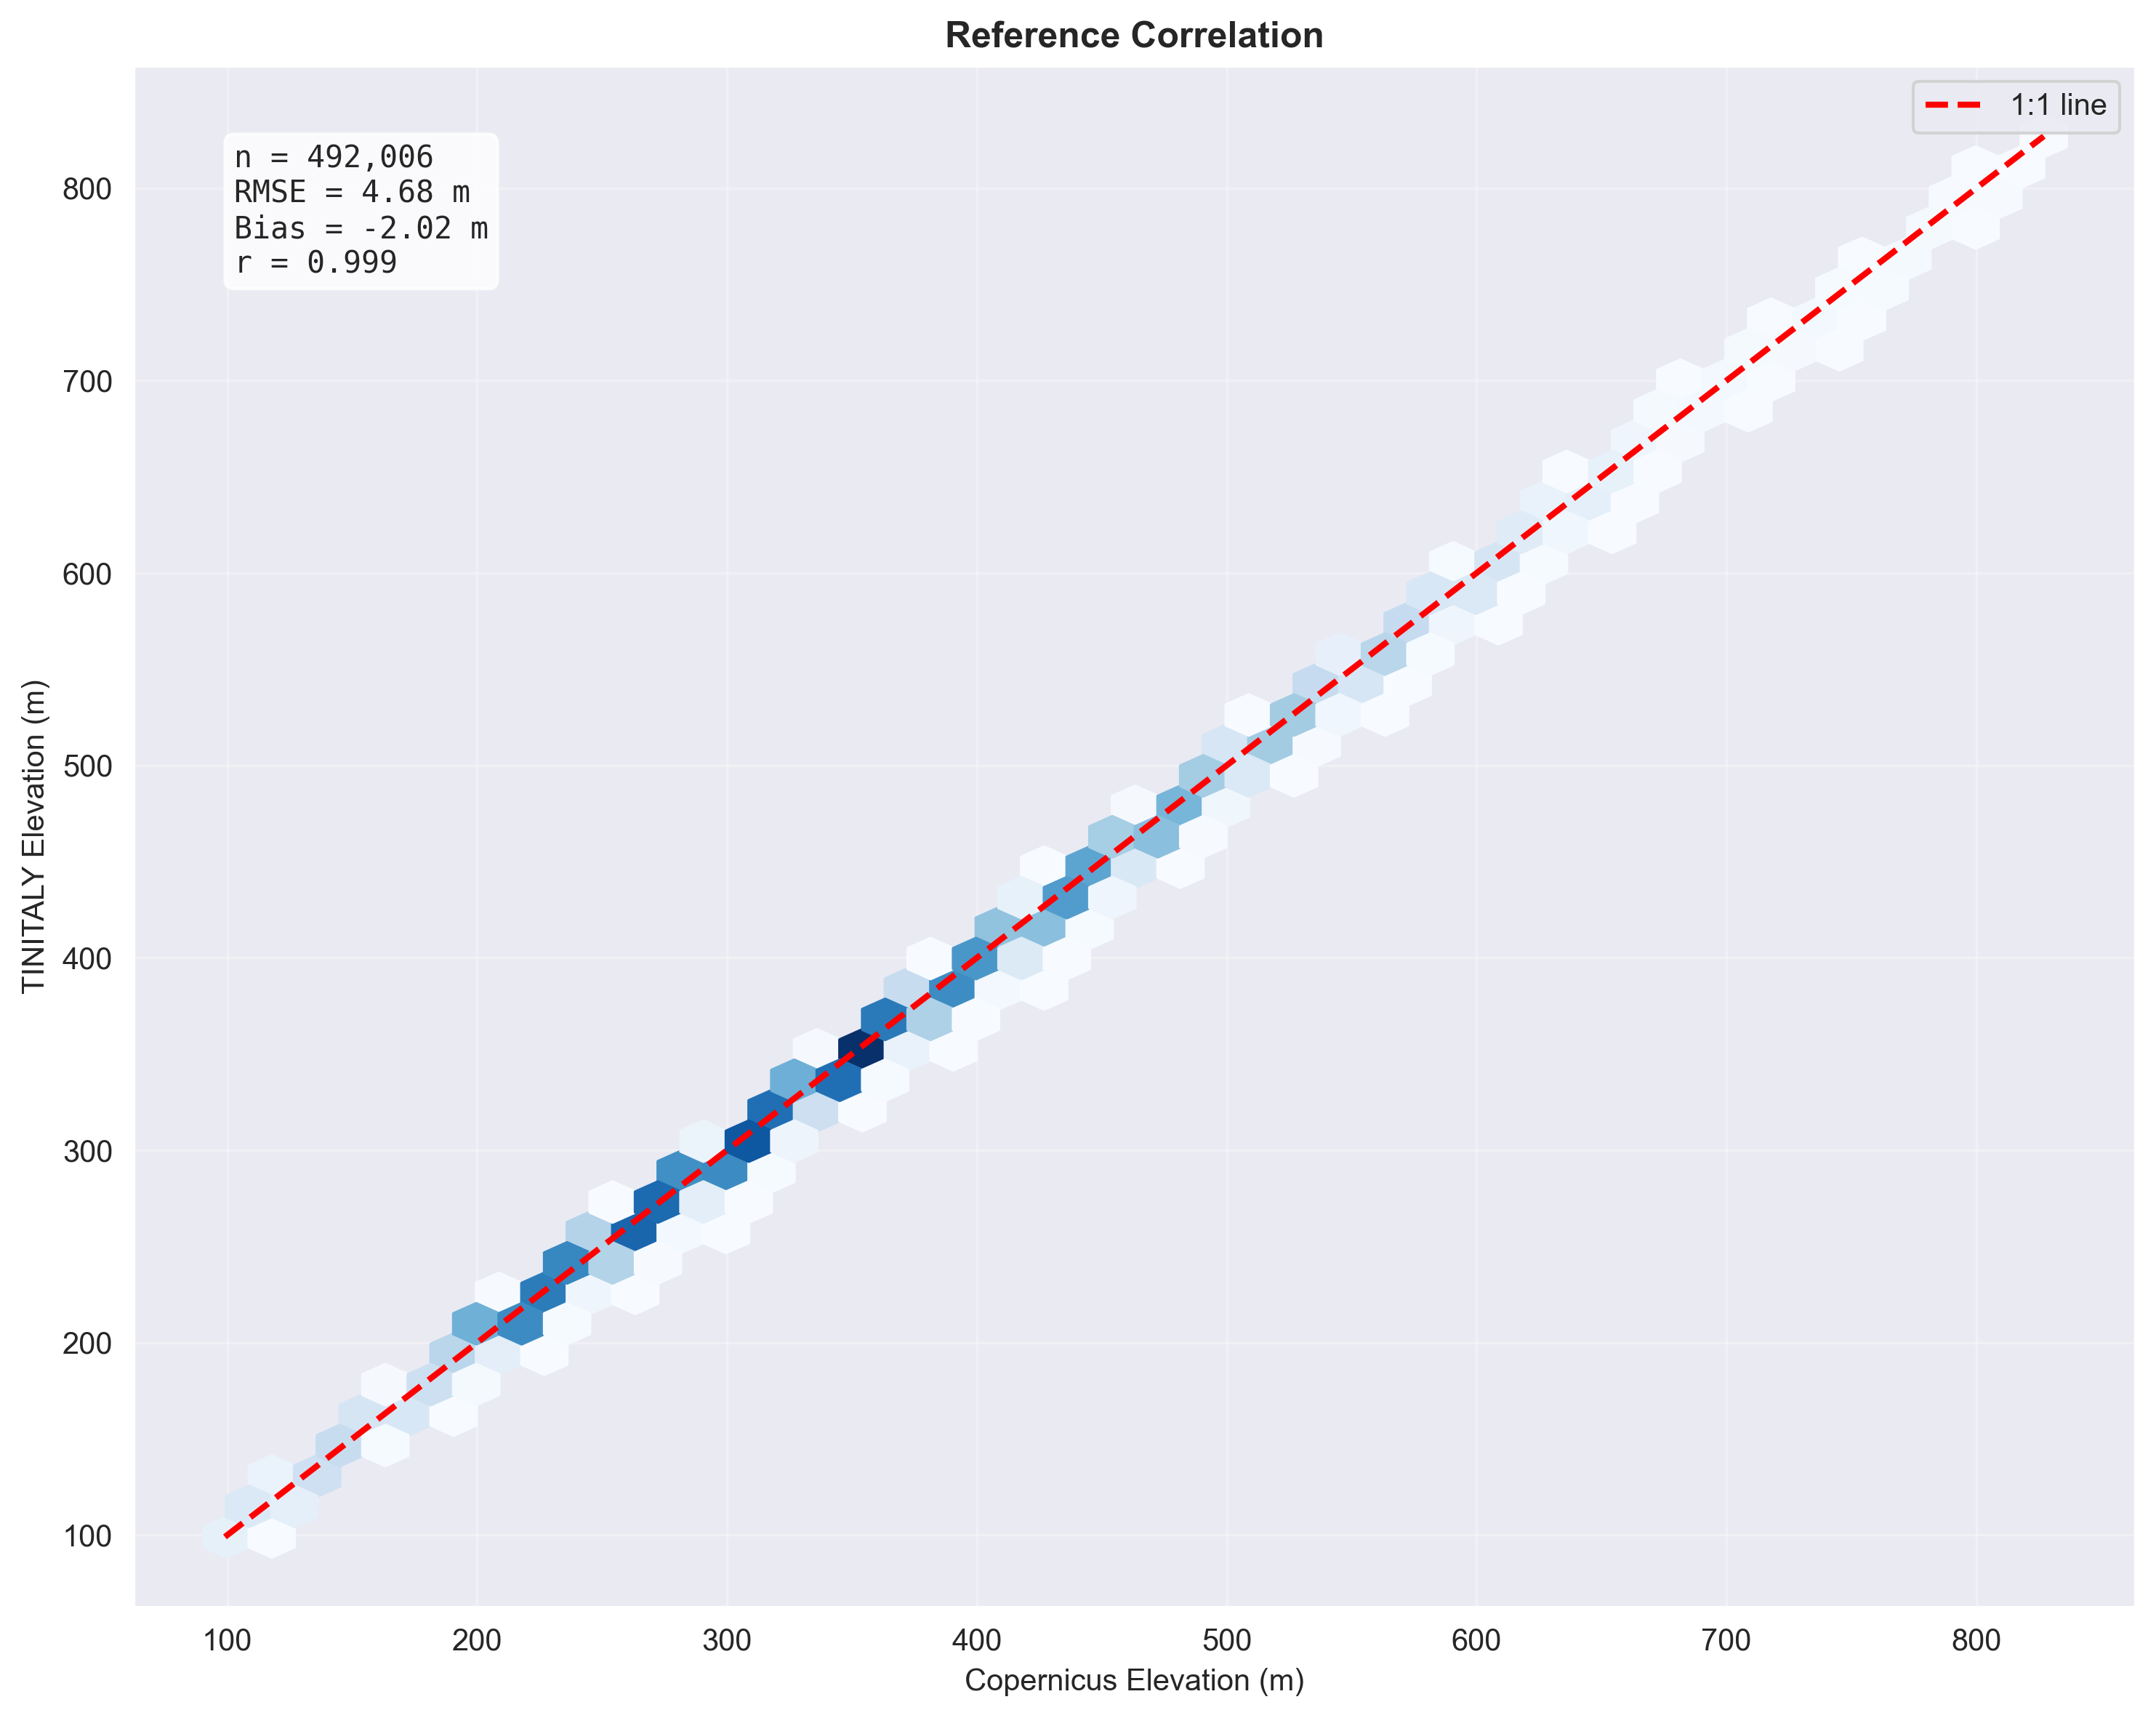 Reference Correlation
1:1 line
n = 492,006
RMSE = 4.68 m
Bias = -2.02 m
r = 0.999
TINITALY Elevation (m)
800
700
600
500
400
300
200
100
100 200 300 400 500 600 700 800
Copernicus Elevation (m)